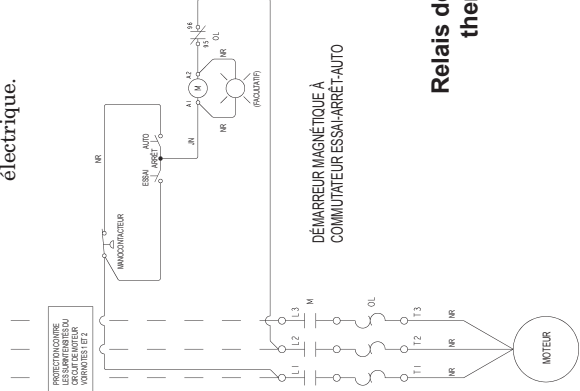 électrique.
PROTECTION CONTRE
LES SURINTENSITÉS DU
CIRCUIT DE MOTEUR
VOIR NOTES 1 ET 2
MANOCONTACTEUR
NR
ESSAI
ARRÊT
AUTO
JN
A1
M
A2
NR
NR
(FACULTATIF)
95
96
OL
DÉMARREUR MAGNÉTIQUE À
COMMUTATEUR ESSAI-ARRÊT-AUTO
L1
L2
L3
M
OL
T1
T2
T3
NR
NR
NR
MOTEUR
Relais de
ther